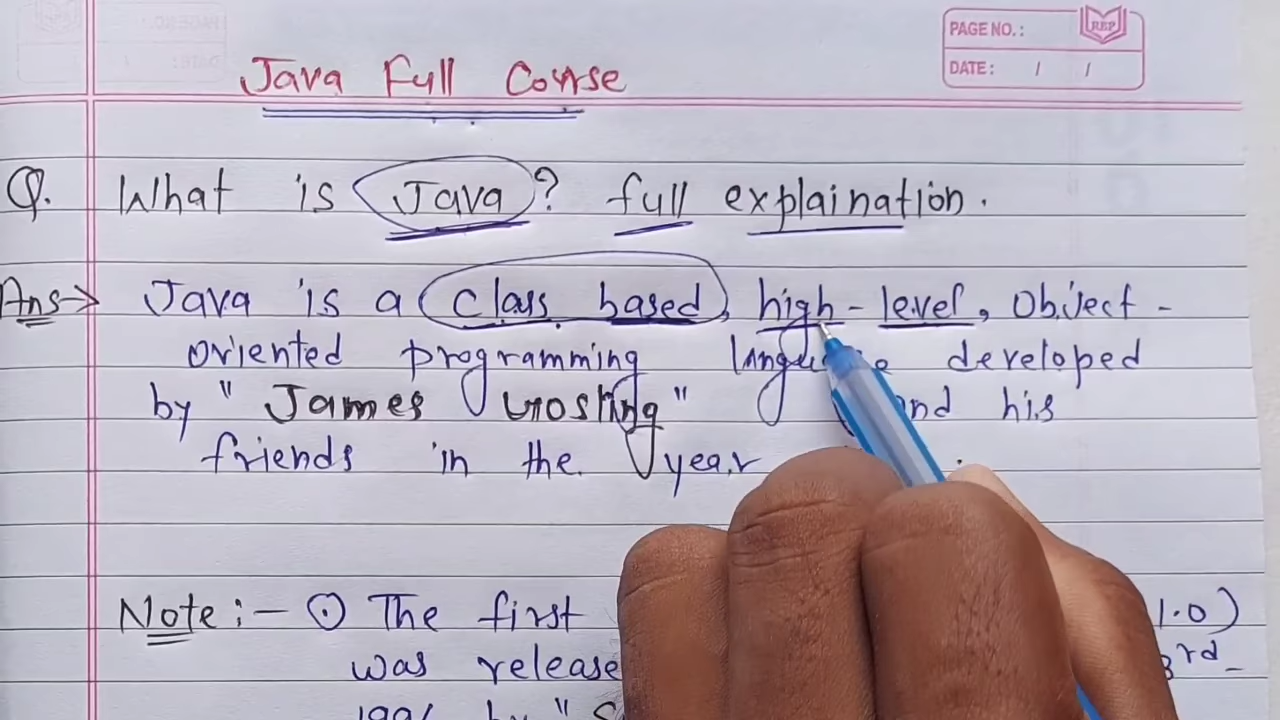 PAGE NO.:
REP
DATE: / /
Java Full Course
Q. What is Java? full explaination.
Ans→ Java is a class based, high-level, Object-
oriented programming language developed
by "James Gosling" and his
friends in the year
Note:- ① The first 1.0)
was release 3rd
by "